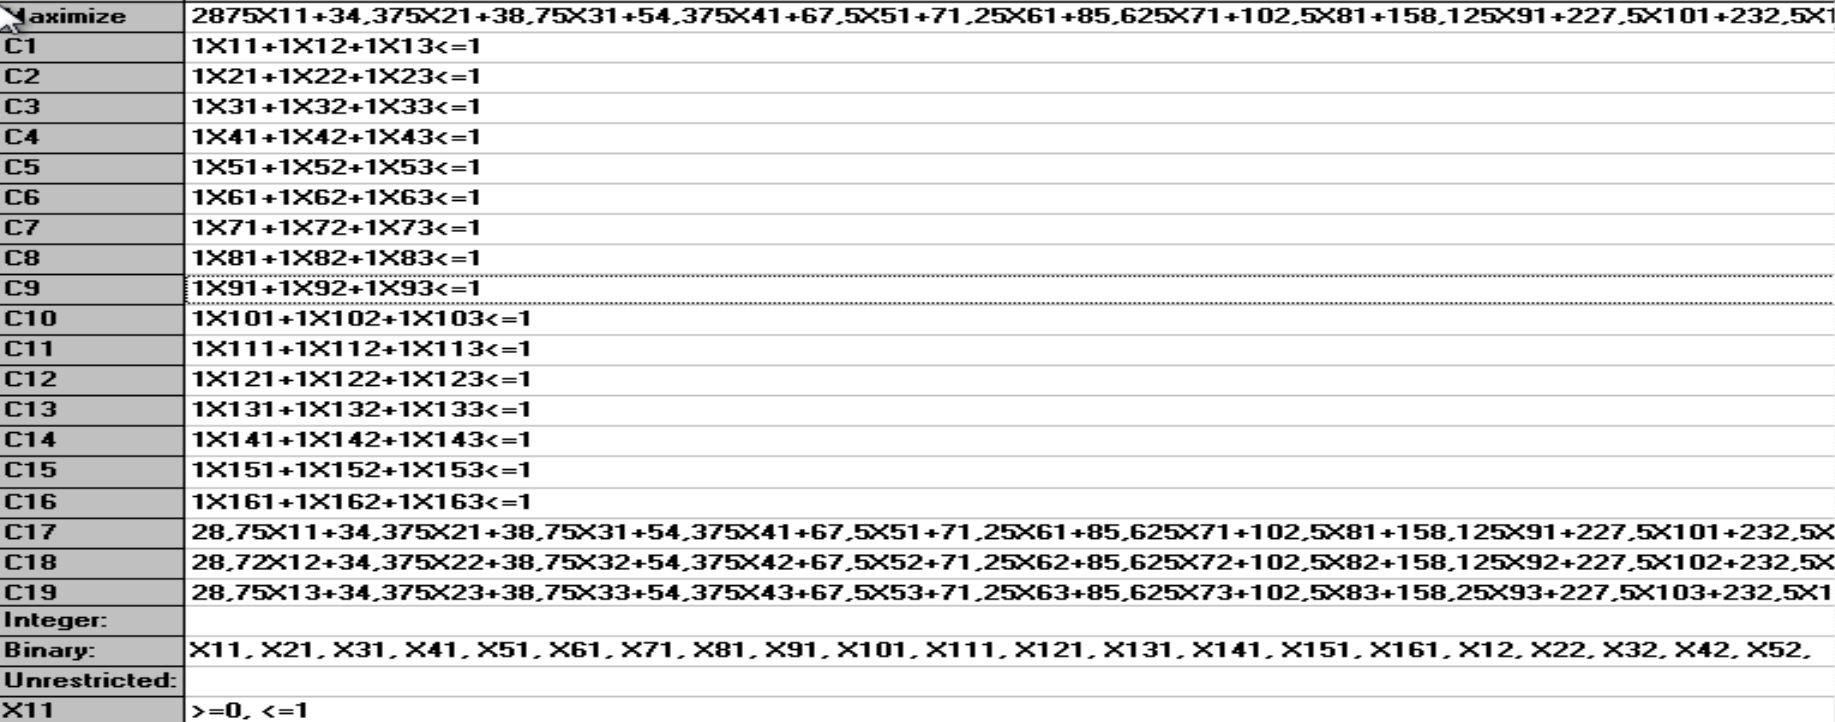 Maximize 2875X11+34,375X21+38,75X31+54,375X41+67,5X51+71,25X61+85,625X71+102,5X81+158,125X91+227,5X101+232,5X1
C1 1X11+1X12+1X13<=1
C2 1X21+1X22+1X23<=1
C3 1X31+1X32+1X33<=1
C4 1X41+1X42+1X43<=1
C5 1X51+1X52+1X53<=1
C6 1X61+1X62+1X63<=1
C7 1X71+1X72+1X73<=1
C8 1X81+1X82+1X83<=1
C9 1X91+1X92+1X93<=1
C10 1X101+1X102+1X103<=1
C11 1X111+1X112+1X113<=1
C12 1X121+1X122+1X123<=1
C13 1X131+1X132+1X133<=1
C14 1X141+1X142+1X143<=1
C15 1X151+1X152+1X153<=1
C16 1X161+1X162+1X163<=1
C17 28,75X11+34,375X21+38,75X31+54,375X41+67,5X51+71,25X61+85,625X71+102,5X81+158,125X91+227,5X101+232,5X
C18 28,72X12+34,375X22+38,75X32+54,375X42+67,5X52+71,25X62+85,625X72+102,5X82+158,125X92+227,5X102+232,5X
C19 28,75X13+34,375X23+38,75X33+54,375X43+67,5X53+71,25X63+85,625X73+102,5X83+158,25X93+227,5X103+232,5X1
Integer:
Binary: X11, X21, X31, X41, X51, X61, X71, X81, X91, X101, X111, X121, X131, X141, X151, X161, X12, X22, X32, X42, X52,
Unrestricted:
X11 >=0, <=1